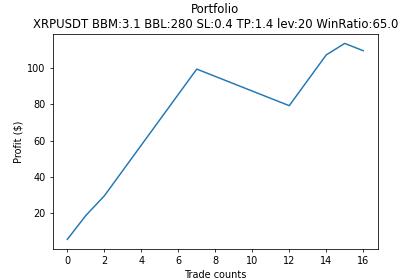 Portfolio
XRPUSDT BBM:3.1 BBL:280 SL:0.4 TP:1.4 lev:20 WinRatio:65.0
Profit ($)
100
80
60
40
20
0 2 4 6 8 10 12 14 16
Trade counts